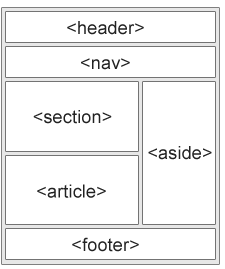 <header>
<nav>
<section>
<aside>
<article>
<footer>